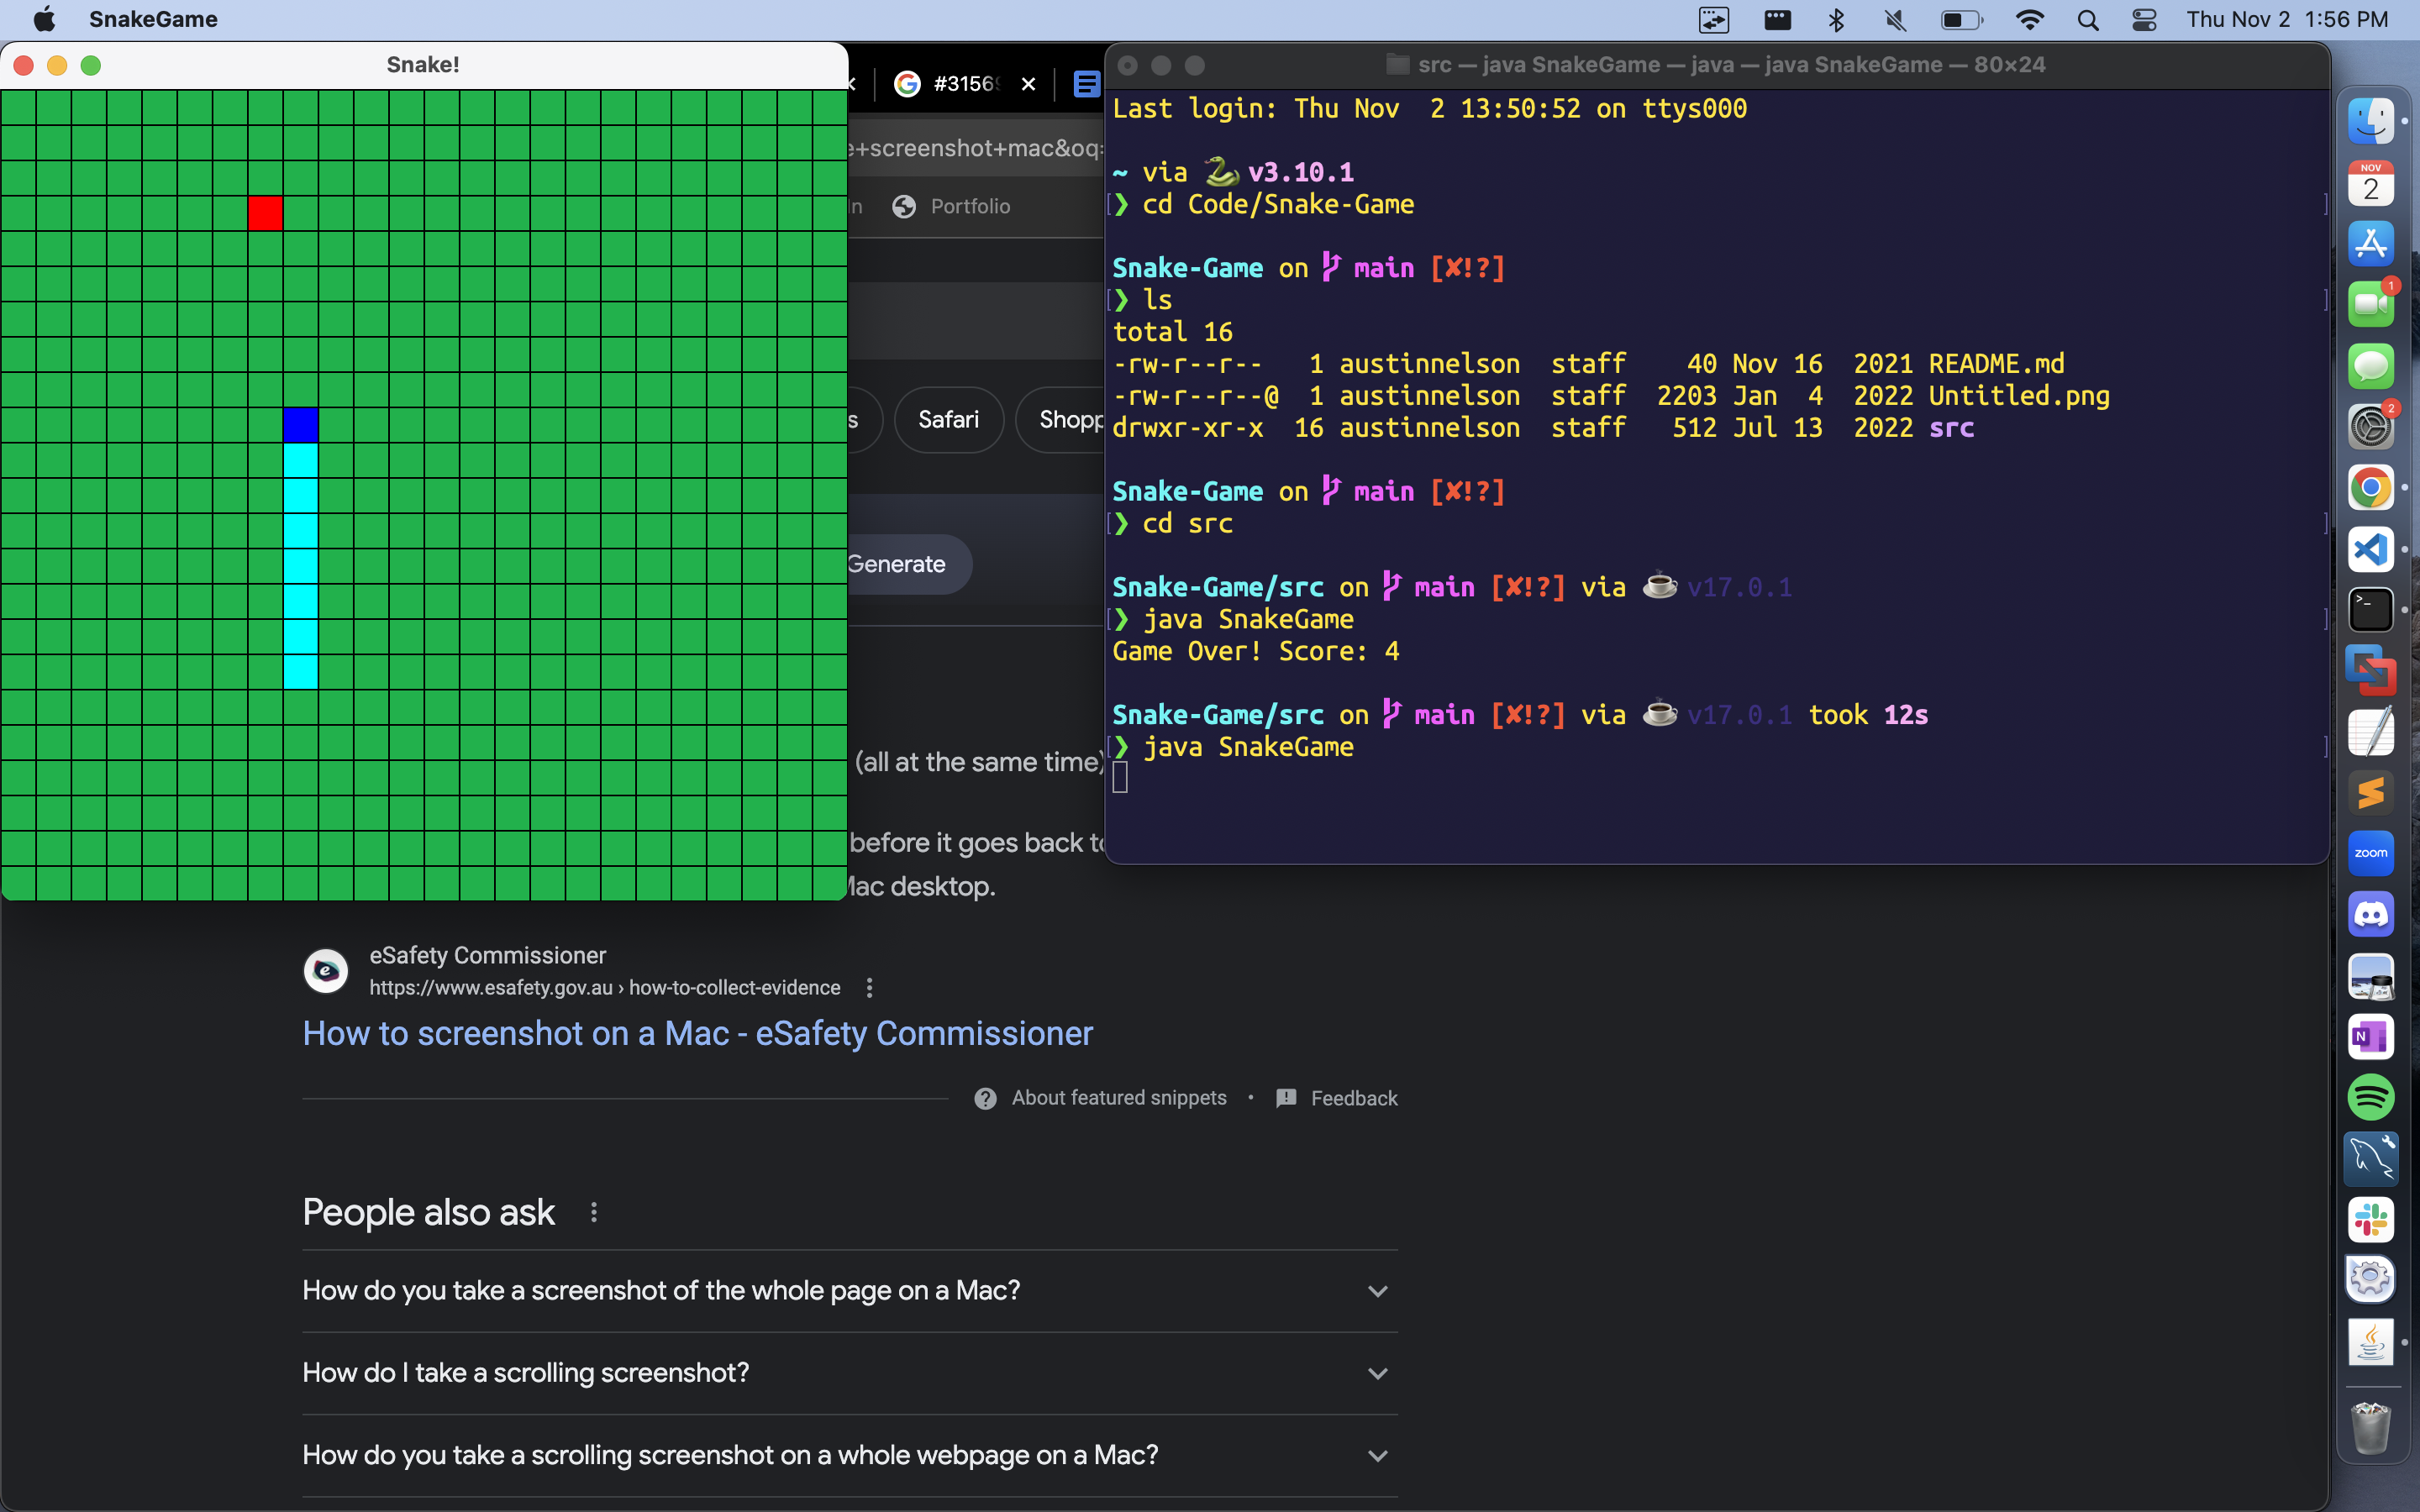 SnakeGame
Thu Nov 2 1:56 PM
Snake!
#3156
e+screenshot+mac&oq=
Portfolio
Safari
Shopp
Generate
(all at the same time)
before it goes back to
Mac desktop.
eSafety Commissioner
https://www.esafety.gov.au › how-to-collect-evidence
How to screenshot on a Mac - eSafety Commissioner
About featured snippets • Feedback
People also ask
How do you take a screenshot of the whole page on a Mac?
How do I take a scrolling screenshot?
How do you take a scrolling screenshot on a whole webpage on a Mac?
src — java SnakeGame — java — java SnakeGame — 80×24
Last login: Thu Nov  2 13:50:52 on ttys000
~ via 🐍 v3.10.1
❯ cd Code/Snake-Game
Snake-Game on main [✘!?]
❯ ls
total 16
-rw-r--r--   1 austinnelson  staff    40 Nov 16  2021 README.md
-rw-r--r--@  1 austinnelson  staff  2203 Jan  4  2022 Untitled.png
drwxr-xr-x  16 austinnelson  staff   512 Jul 13  2022 src
Snake-Game on main [✘!?]
❯ cd src
Snake-Game/src on main [✘!?] via ☕ v17.0.1
❯ java SnakeGame
Game Over! Score: 4
Snake-Game/src on main [✘!?] via ☕ v17.0.1 took 12s
❯ java SnakeGame
NOV
2
1
2
zoom
N